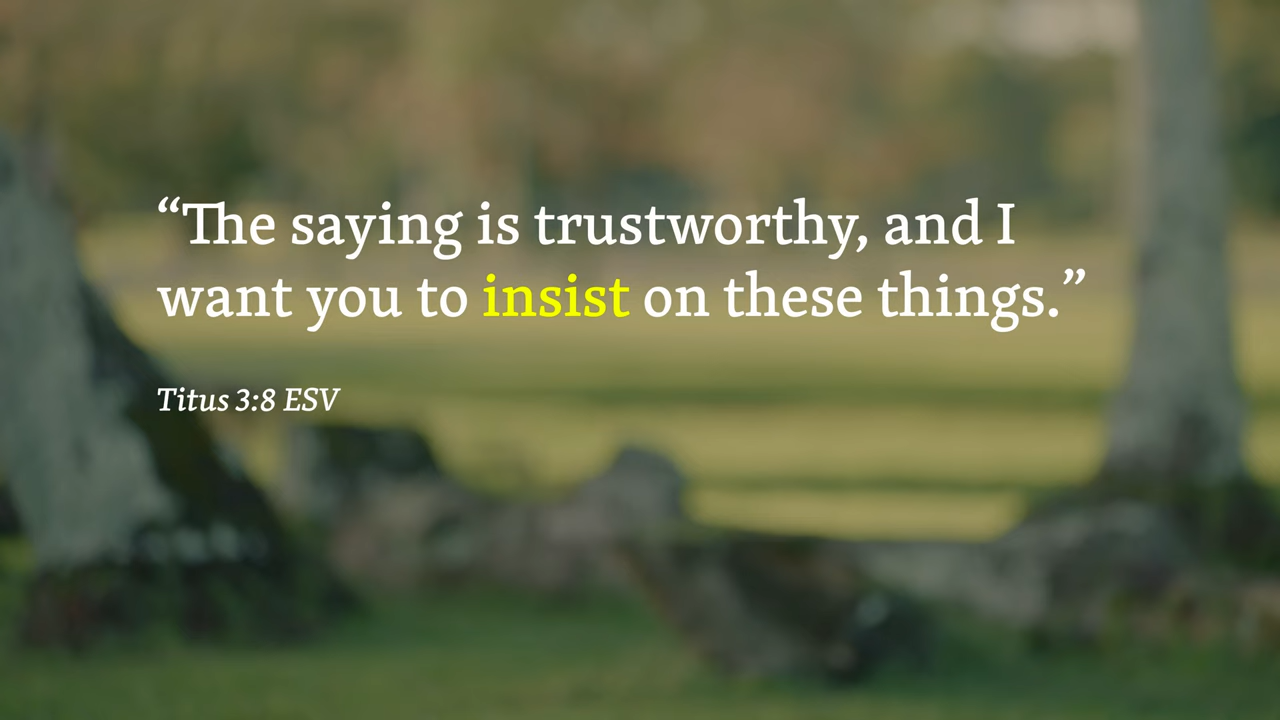 “The saying is trustworthy, and I
want you to insist on these things.”
Titus 3:8 ESV